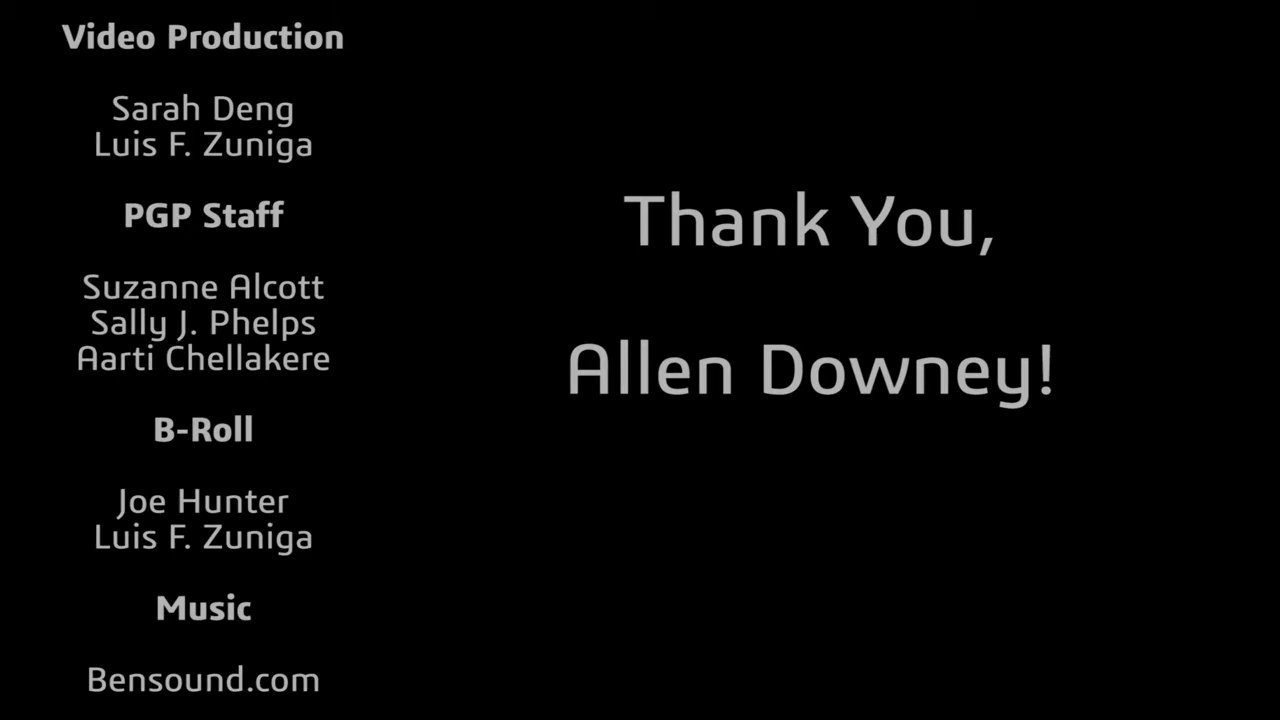 Video Production
Sarah Deng
Luis F. Zuniga
PGP Staff
Suzanne Alcott
Sally J. Phelps
Aarti Chellakere
B-Roll
Joe Hunter
Luis F. Zuniga
Music
Bensound.com
Thank You,
Allen Downey!